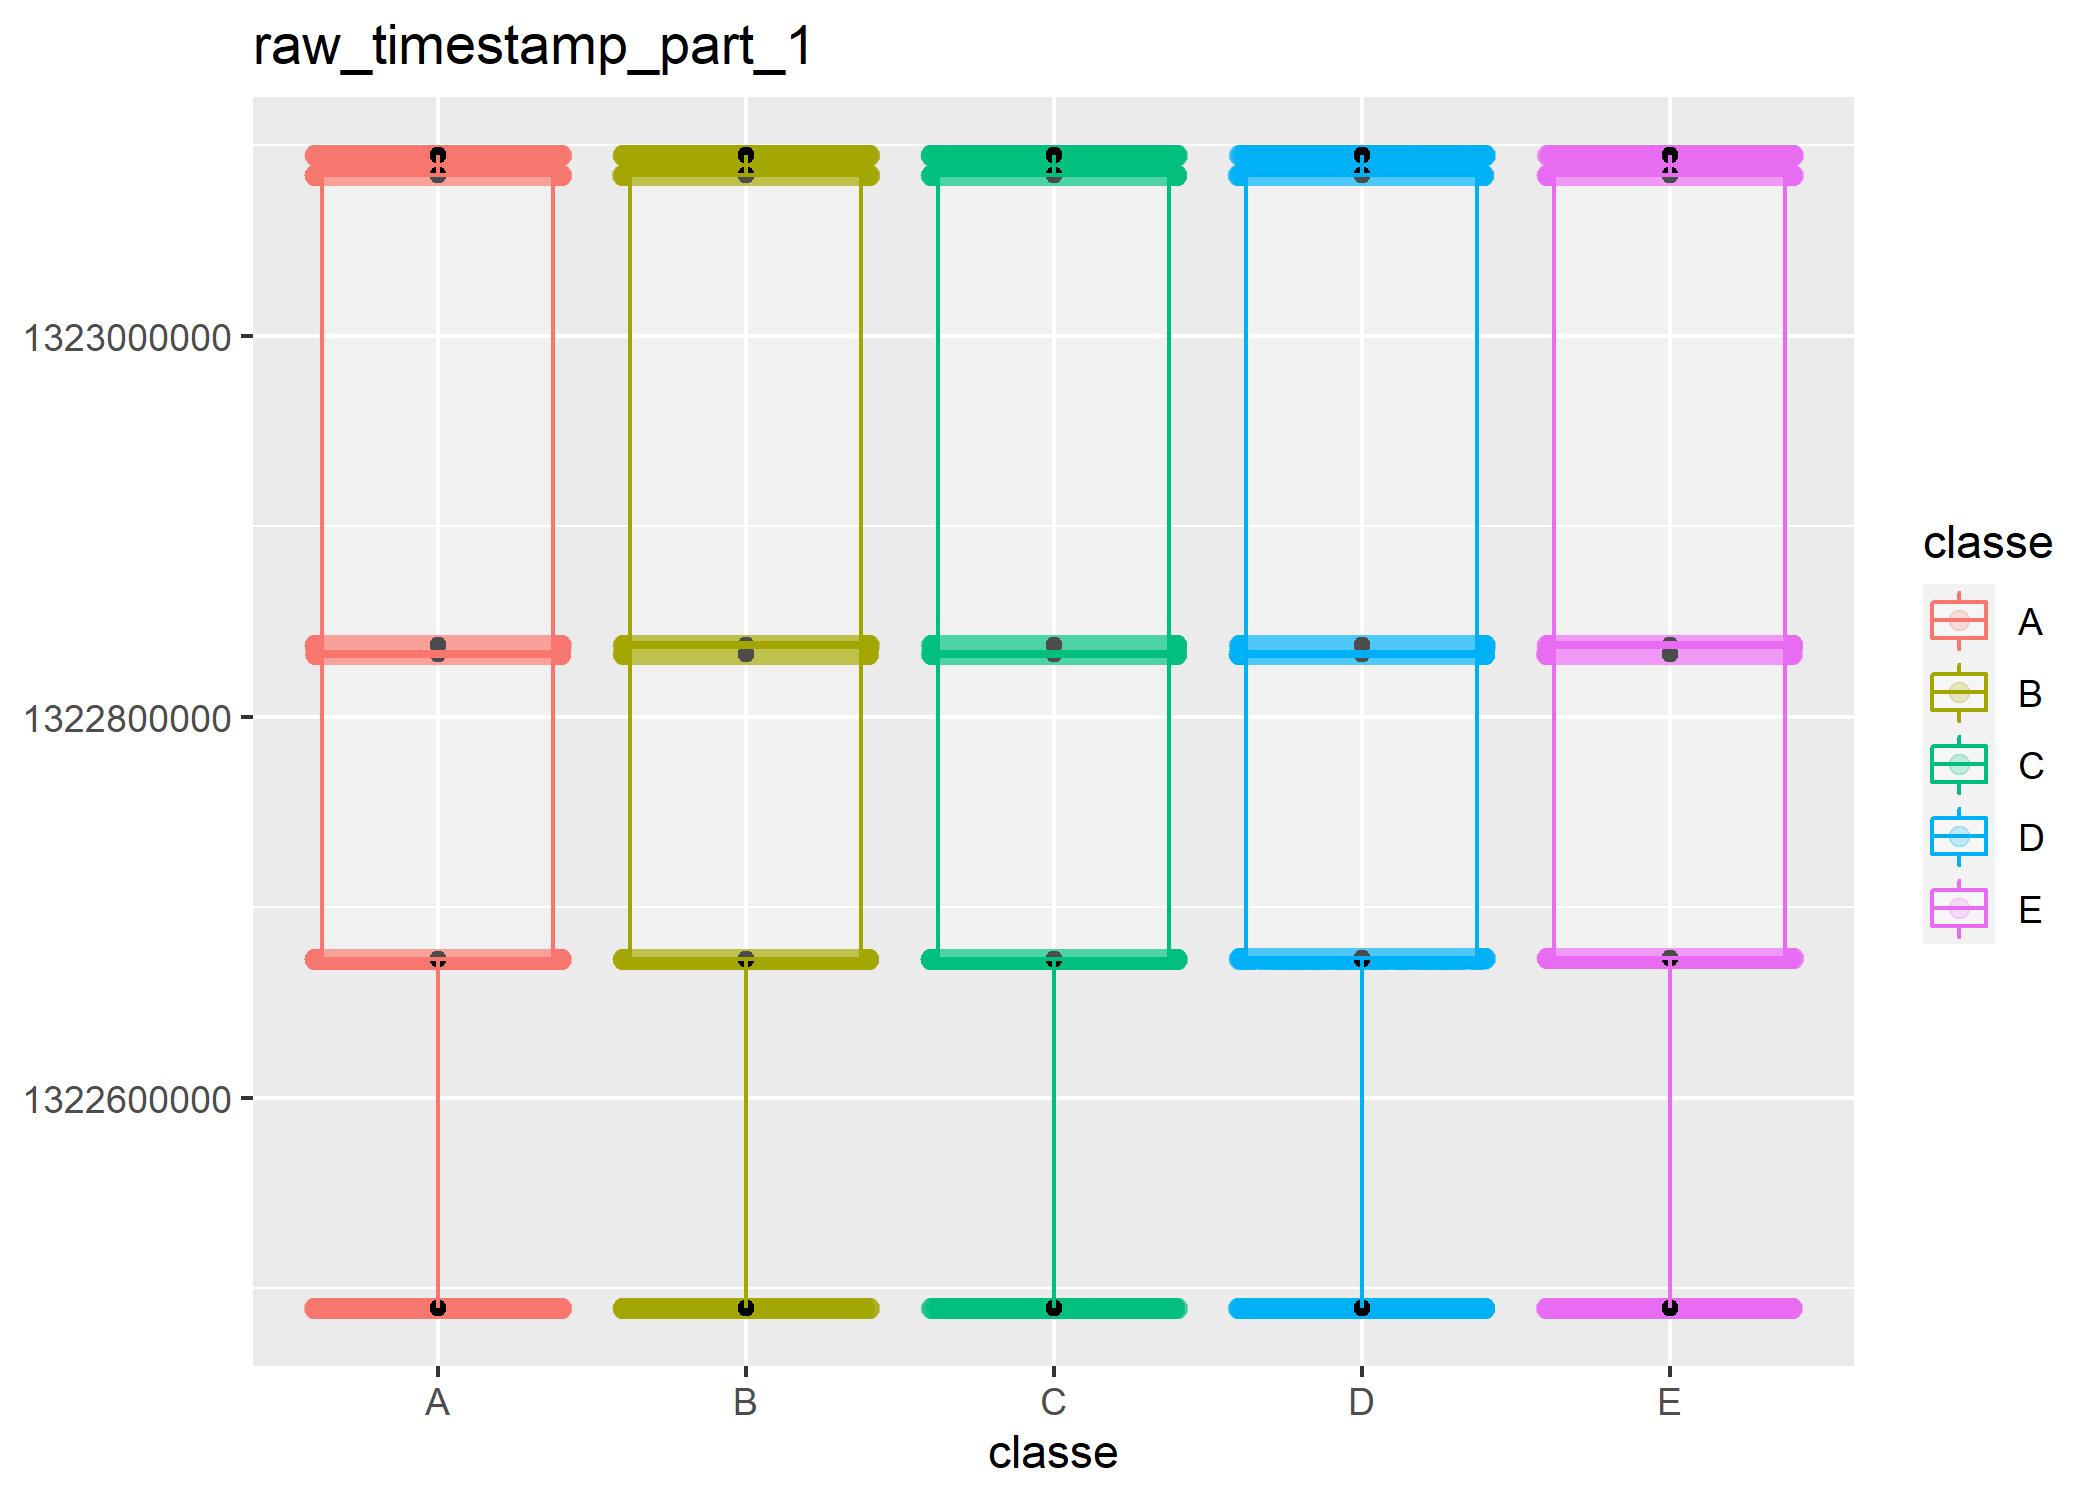 raw_timestamp_part_1
1323000000
1322800000
1322600000
A B C D E
classe
classe
A
B
C
D
E